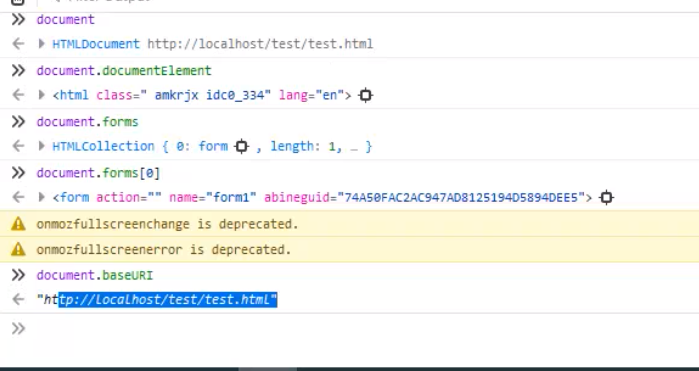 document
HTMLDocument http://localhost/test/test.html
document.documentElement
<html class=" amkrjx idc0_334" lang="en">
document.forms
HTMLCollection { 0: form , length: 1, … }
document.forms[0]
<form action="" name="form1" abineguid="74A50FAC2AC947AD8125194D5894DEE5">
onmozfullscreenchange is deprecated.
onmozfullscreenerror is deprecated.
document.baseURI
"http://localhost/test/test.html"